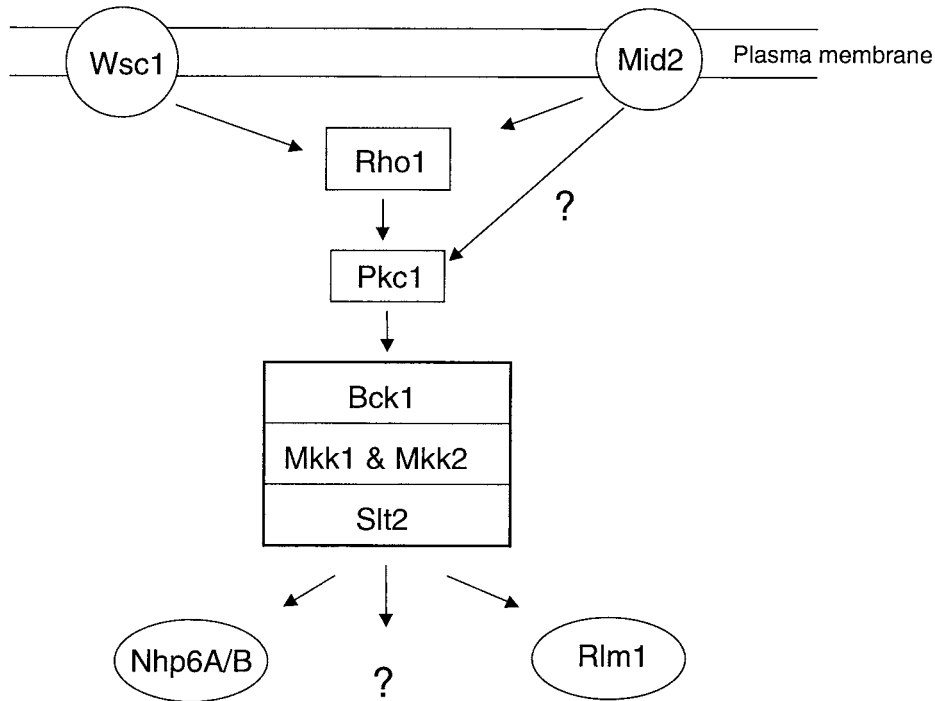 Wsc1
Mid2
Plasma membrane
Rho1
?
Pkc1
Bck1
Mkk1 & Mkk2
Slt2
Nhp6A/B
?
Rlm1